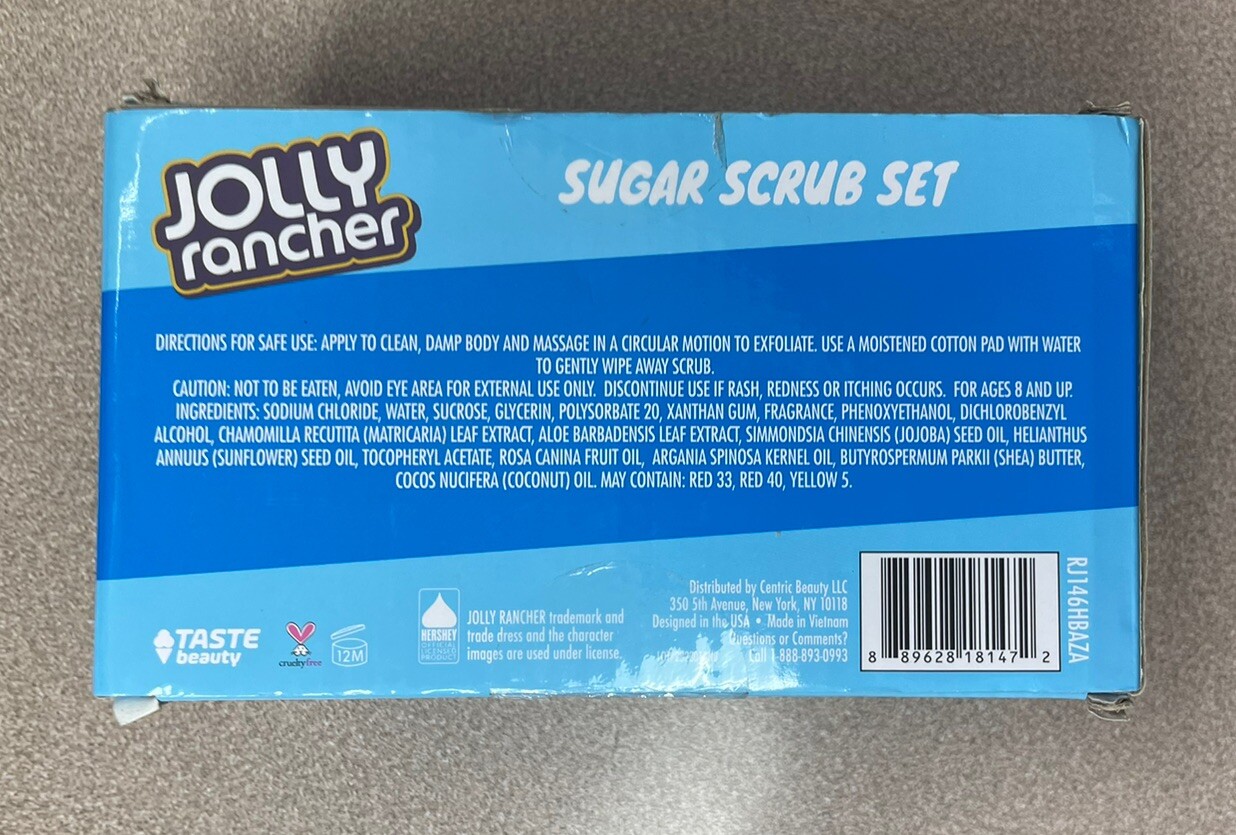 JOLLY
rancher
SUGAR SCRUB SET
DIRECTIONS FOR SAFE USE: APPLY TO CLEAN, DAMP BODY AND MASSAGE IN A CIRCULAR MOTION TO EXFOLIATE. USE A MOISTENED COTTON PAD WITH WATER
TO GENTLY WIPE AWAY SCRUB.
CAUTION: NOT TO BE EATEN, AVOID EYE AREA FOR EXTERNAL USE ONLY. DISCONTINUE USE IF RASH, REDNESS OR ITCHING OCCURS. FOR AGES 8 AND UP.
INGREDIENTS: SODIUM CHLORIDE, WATER, SUCROSE, GLYCERIN, POLYSORBATE 20, XANTHAN GUM, FRAGRANCE, PHENOXYETHANOL, DICHLOROBENZYL
ALCOHOL, CHAMOMILLA RECUTITA (MATRICARIA) LEAF EXTRACT, ALOE BARBADENSIS LEAF EXTRACT, SIMMONDSIA CHINENSIS (JOJOBA) SEED OIL, HELIANTHUS
ANNUUS (SUNFLOWER) SEED OIL, TOCOPHERYL ACETATE, ROSA CANINA FRUIT OIL, ARGANIA SPINOSA KERNEL OIL, BUTYROSPERMUM PARKII (SHEA) BUTTER,
COCOS NUCIFERA (COCONUT) OIL. MAY CONTAIN: RED 33, RED 40, YELLOW 5.
TASTE
beauty
crueltyfree
12M
HERSHEY
OFFICIAL
LICENSED
PRODUCT
JOLLY RANCHER trademark and
trade dress and the character
images are used under license.
Distributed by Centric Beauty LLC
350 5th Avenue, New York, NY 10118
Designed in the USA • Made in Vietnam
Questions or Comments?
Call 1-888-893-0993
8 89628 18147 2
RJ146HBAZA